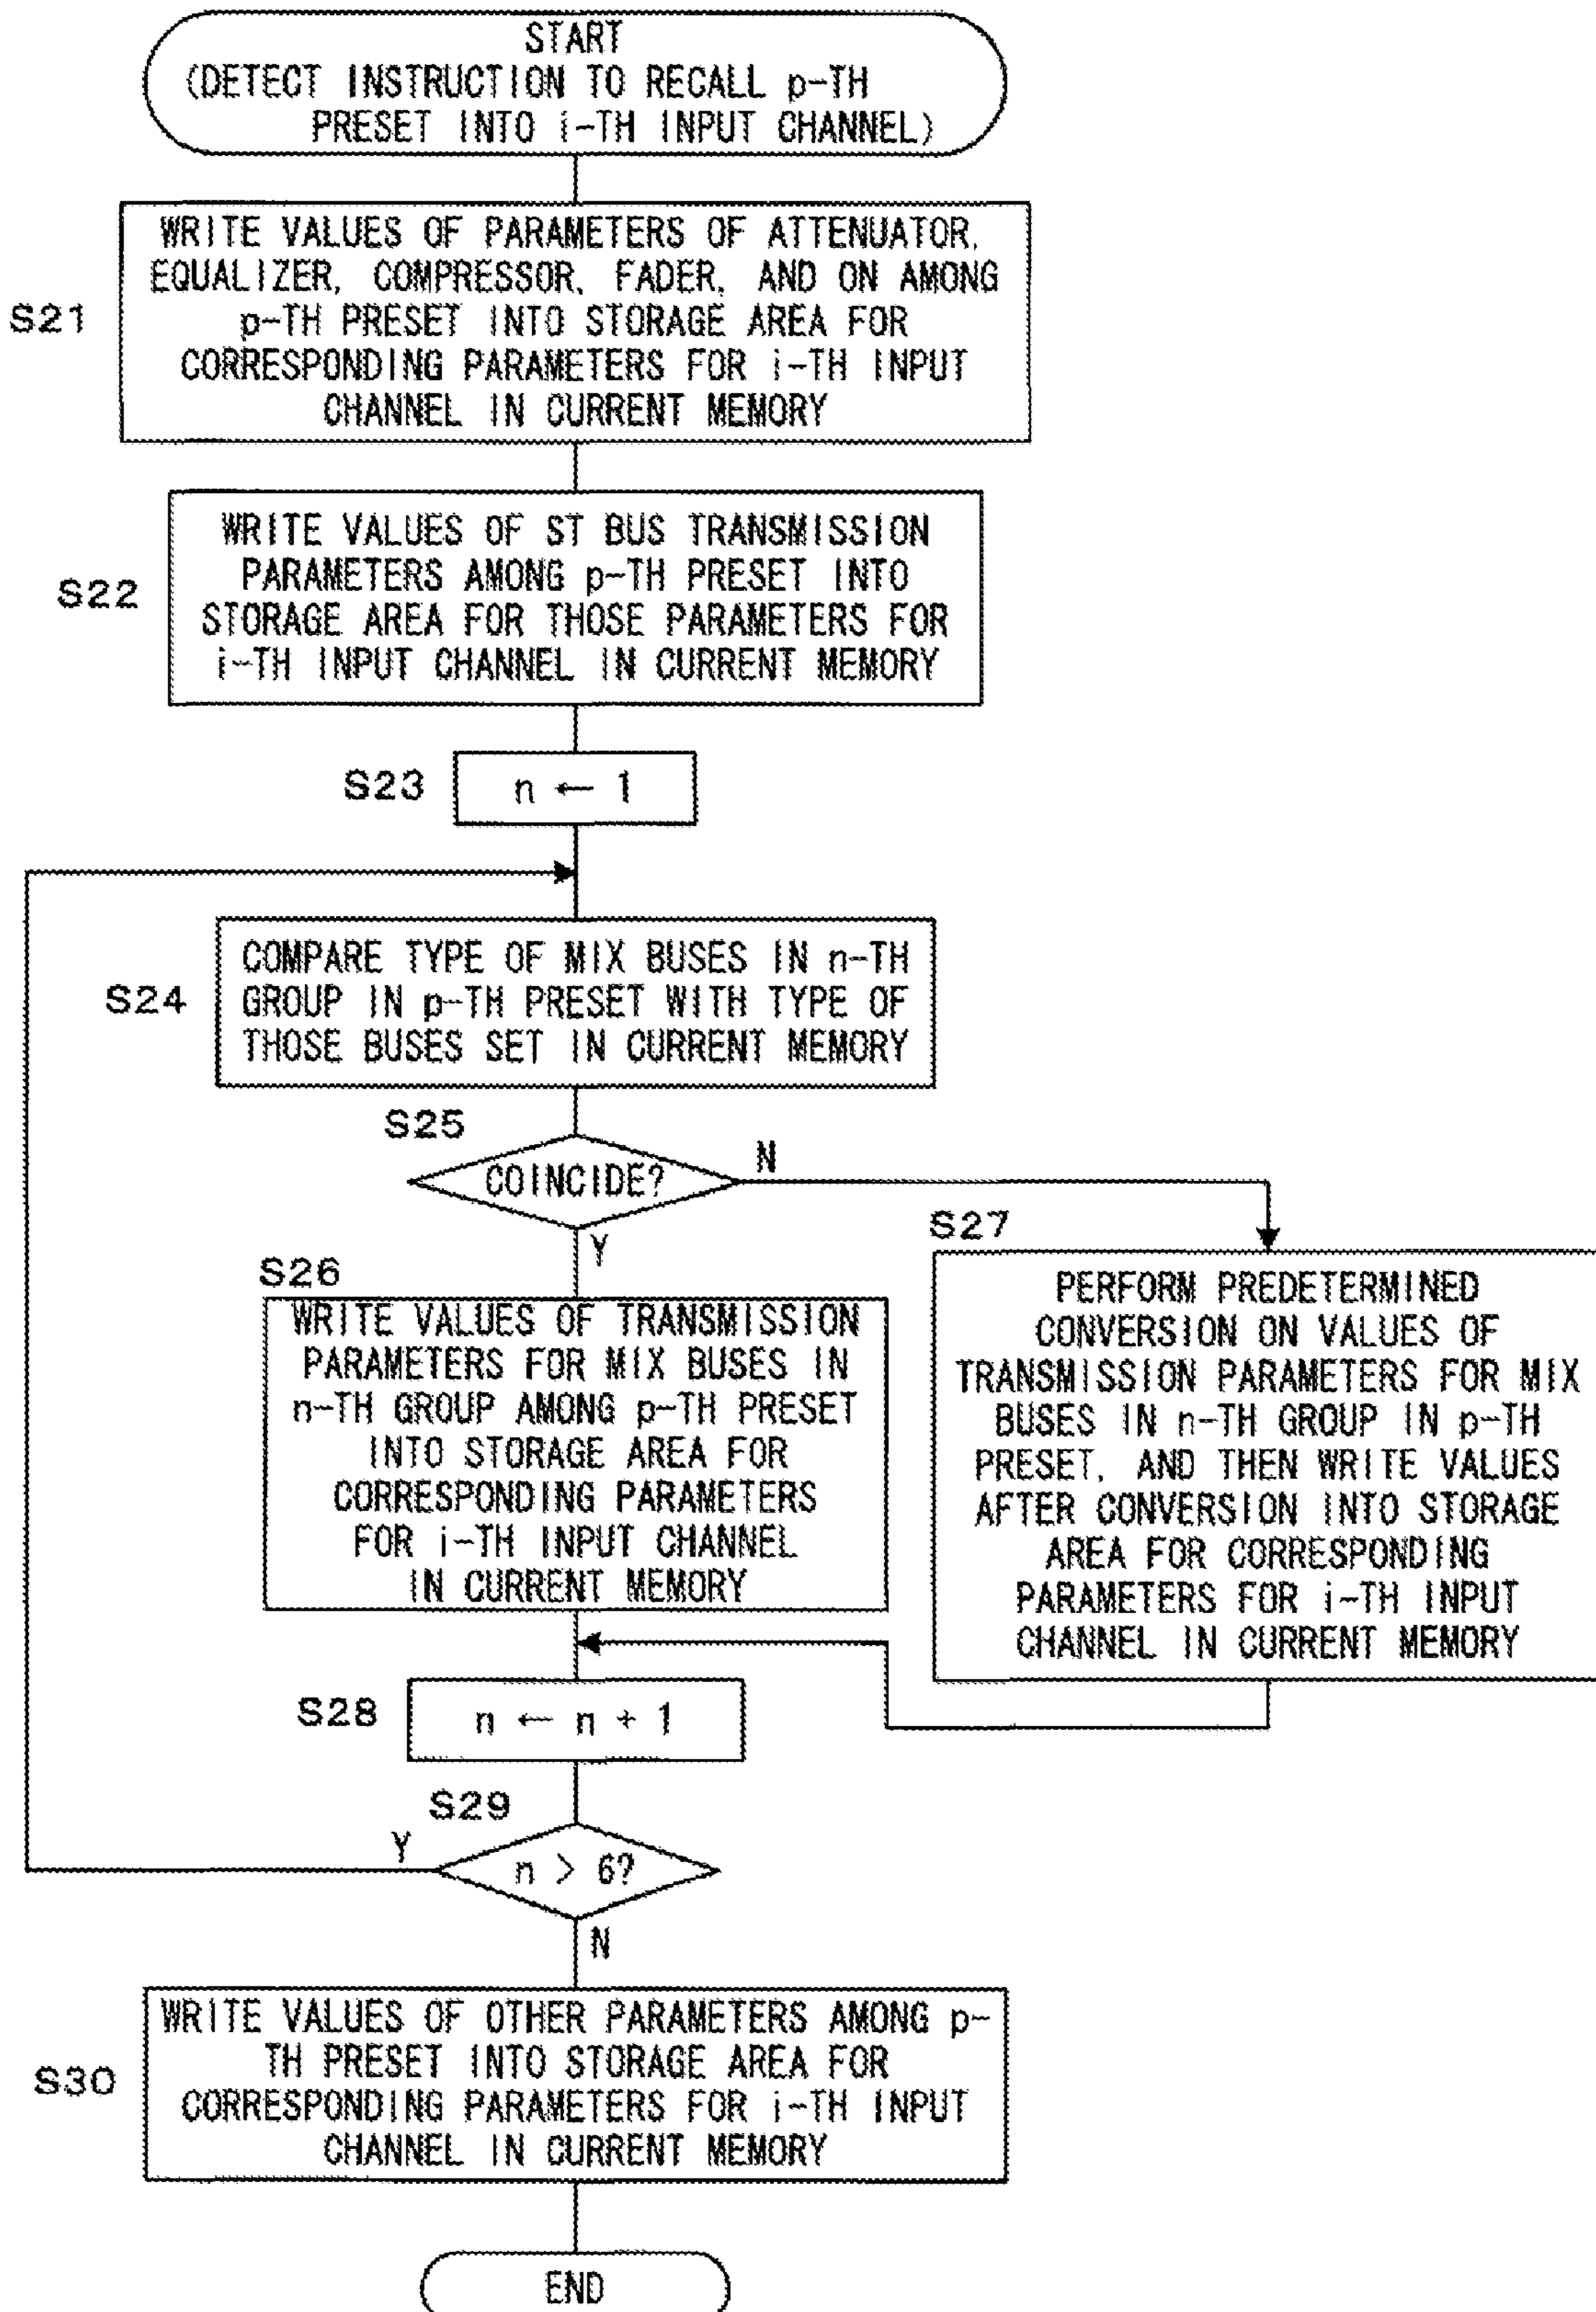 START
(DETECT INSTRUCTION TO RECALL p-TH
PRESET INTO i-TH INPUT CHANNEL)
S21
WRITE VALUES OF PARAMETERS OF ATTENUATOR,
EQUALIZER, COMPRESSOR, FADER, AND ON AMONG
p-TH PRESET INTO STORAGE AREA FOR
CORRESPONDING PARAMETERS FOR i-TH INPUT
CHANNEL IN CURRENT MEMORY
S22
WRITE VALUES OF ST BUS TRANSMISSION
PARAMETERS AMONG p-TH PRESET INTO
STORAGE AREA FOR THOSE PARAMETERS FOR
i-TH INPUT CHANNEL IN CURRENT MEMORY
S23
n ← 1
S24
COMPARE TYPE OF MIX BUSES IN n-TH
GROUP IN p-TH PRESET WITH TYPE OF
THOSE BUSES SET IN CURRENT MEMORY
S25
COINCIDE?
N
Y
S26
WRITE VALUES OF TRANSMISSION
PARAMETERS FOR MIX BUSES IN
n-TH GROUP AMONG p-TH PRESET
INTO STORAGE AREA FOR
CORRESPONDING PARAMETERS
FOR i-TH INPUT CHANNEL
IN CURRENT MEMORY
S27
PERFORM PREDETERMINED
CONVERSION ON VALUES OF
TRANSMISSION PARAMETERS FOR MIX
BUSES IN n-TH GROUP IN p-TH
PRESET, AND THEN WRITE VALUES
AFTER CONVERSION INTO STORAGE
AREA FOR CORRESPONDING
PARAMETERS FOR i-TH INPUT
CHANNEL IN CURRENT MEMORY
S28
n ← n + 1
S29
Y
n > 6?
N
S30
WRITE VALUES OF OTHER PARAMETERS AMONG p-
TH PRESET INTO STORAGE AREA FOR
CORRESPONDING PARAMETERS FOR i-TH INPUT
CHANNEL IN CURRENT MEMORY
END